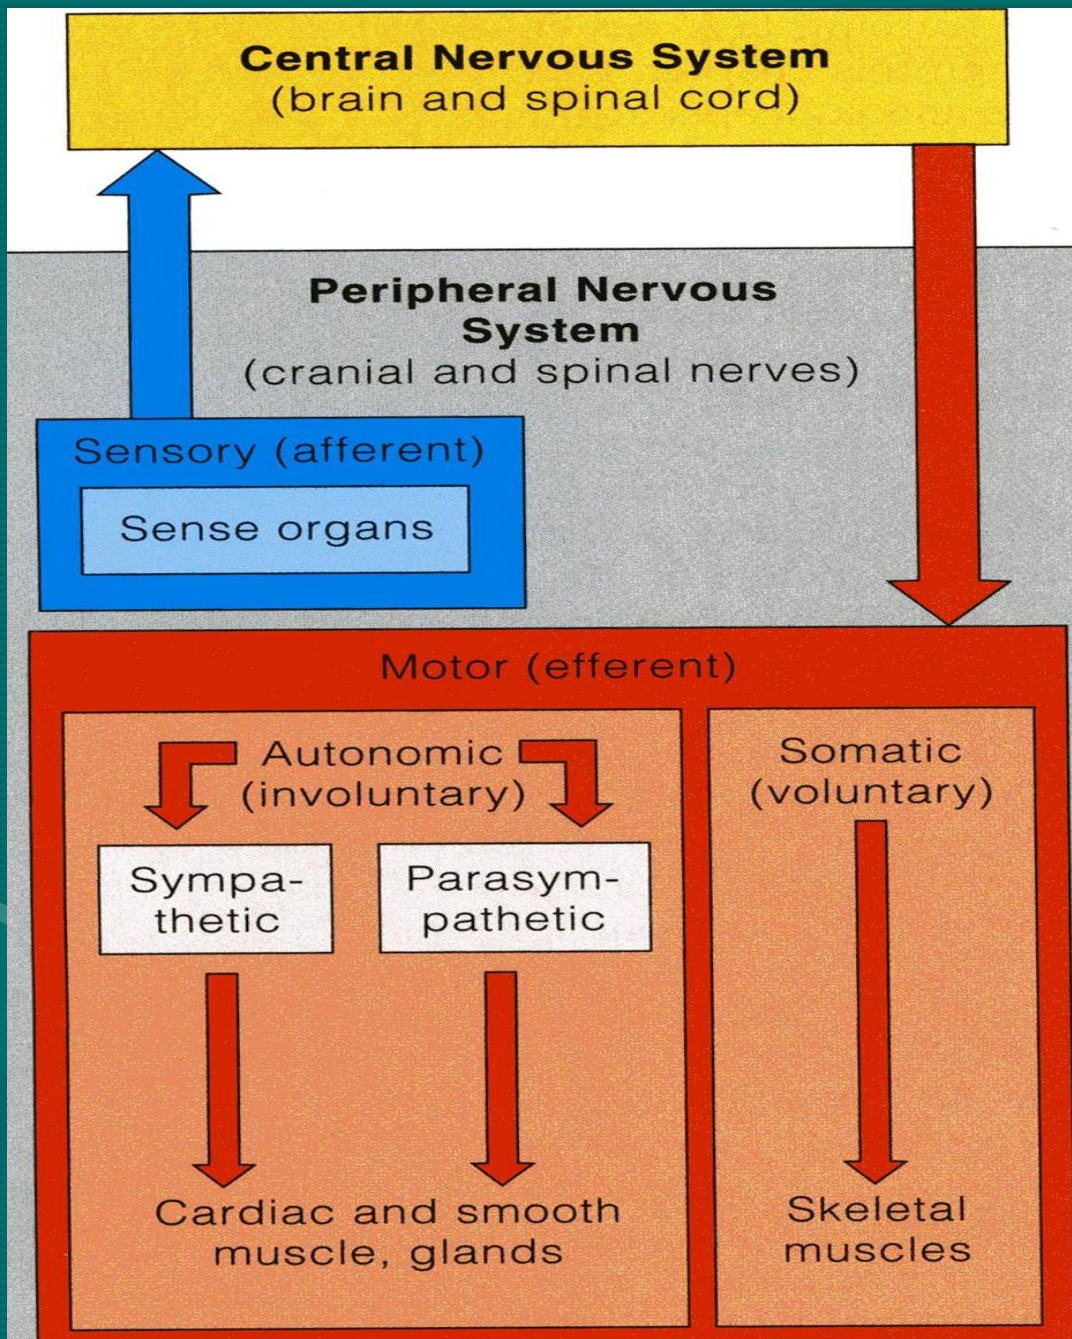 Central Nervous System
(brain and spinal cord)
Peripheral Nervous
System
(cranial and spinal nerves)
Sensory (afferent)
Sense organs
Motor (efferent)
Autonomic
(involuntary)
Sympa-
thetic
Parasym-
pathetic
Cardiac and smooth
muscle, glands
Somatic
(voluntary)
Skeletal
muscles